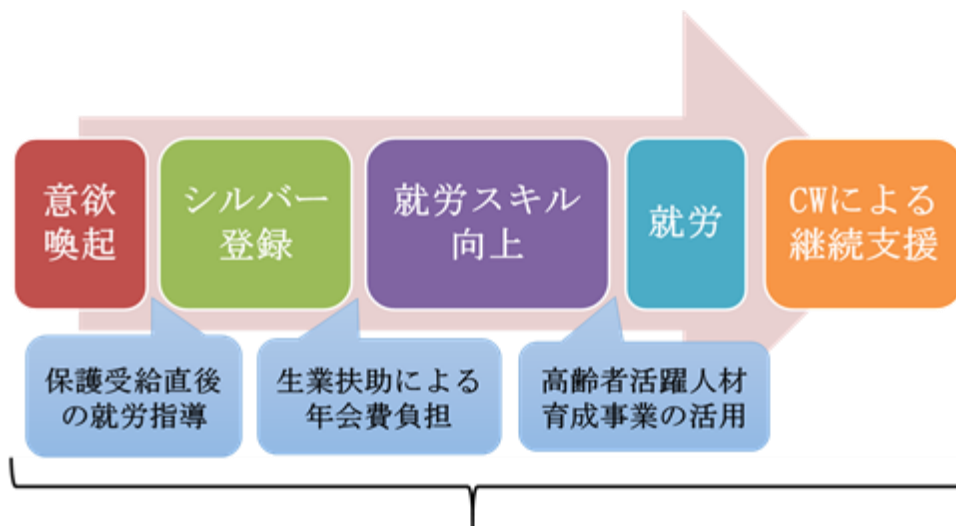 意欲
喚起
シルバー
登録
就労スキル
向上
就労
CWによる
継続支援
保護受給直後
の就労指導
生業扶助による
年会費負担
高齢者活躍人材
育成事業の活用